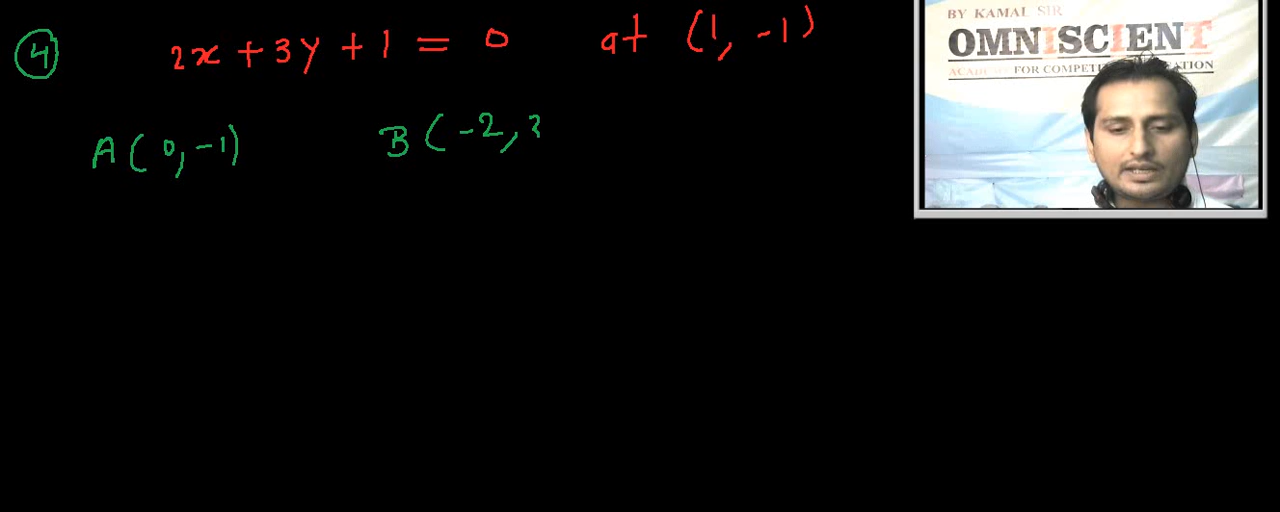 ④ 2x + 3y + 1 = 0 at (1, -1)
A(0, -1) B(-2, 3
BY KAMAL SIR
OMNISCIENT
FOR COMPETI